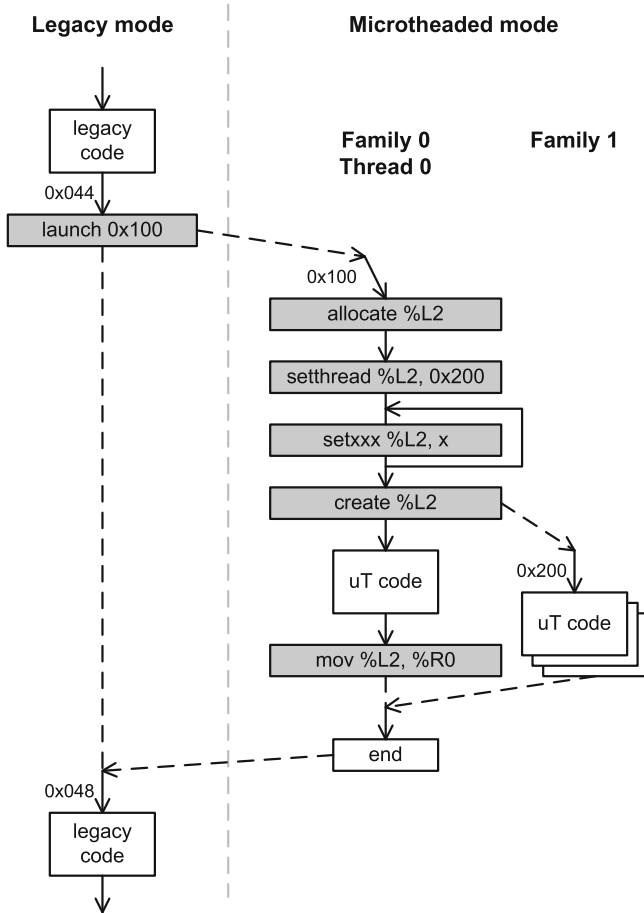 Legacy mode
Microtheaded mode
legacy
code
Family 0
Thread 0
Family 1
0x044
launch 0x100
0x100
allocate %L2
setthread %L2, 0x200
setxxx %L2, x
create %L2
uT code
0x200
uT code
mov %L2, %R0
end
0x048
legacy
code